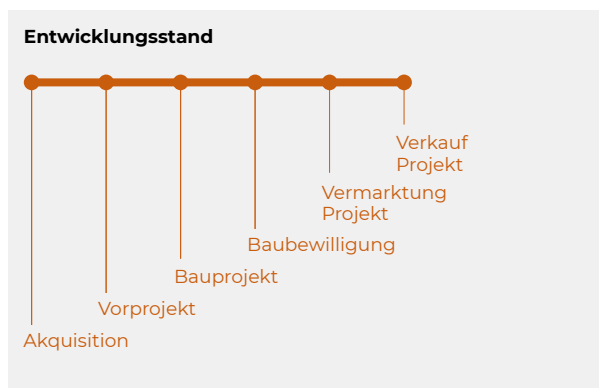 Entwicklungsstand
Verkauf
Projekt
Vermarktung
Projekt
Baubewilligung
Bauprojekt
Vorprojekt
Akquisition